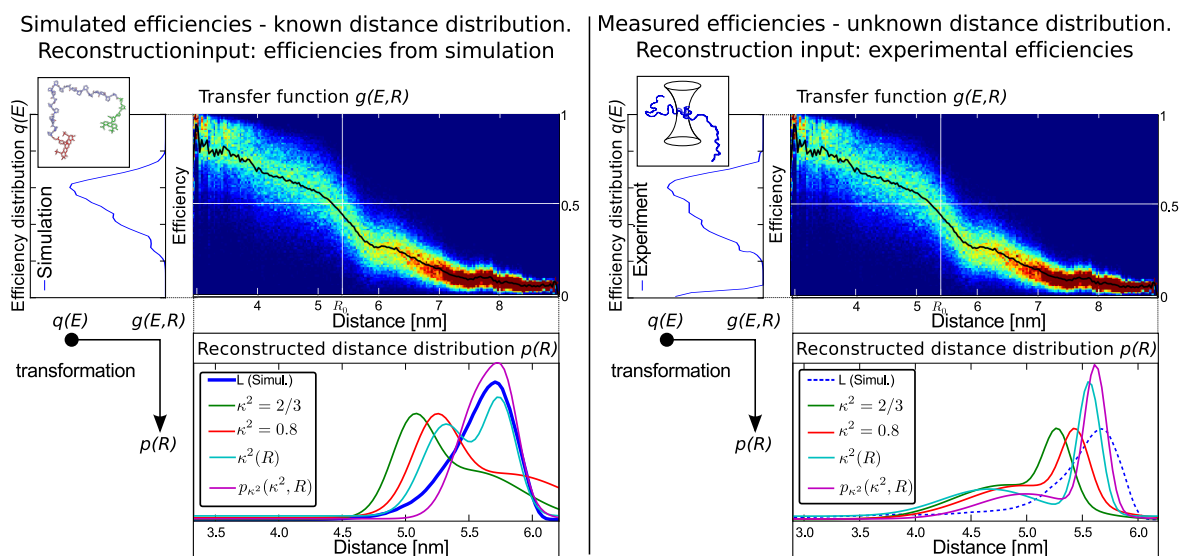 Simulated efficiencies - known distance distribution.
Reconstructioninput: efficiencies from simulation
Efficiency distribution q(E)
Simulation
Transfer function g(E,R)
Efficiency
1
0.5
0
4 5 R₀ 6 7 8
Distance [nm]
q(E) g(E,R)
transformation
p(R)
Reconstructed distance distribution p(R)
L (Simul.)
κ² = 2/3
κ² = 0.8
κ²(R)
p_κ²(κ², R)
3.5 4.0 4.5 5.0 5.5 6.0
Distance [nm]
Measured efficiencies - unknown distance distribution.
Reconstruction input: experimental efficiencies
Efficiency distribution q(E)
Experiment
Transfer function g(E,R)
Efficiency
1
0.5
0
4 5 R₀ 6 7 8
Distance [nm]
q(E) g(E,R)
transformation
p(R)
Reconstructed distance distribution p(R)
L (Simul.)
κ² = 2/3
κ² = 0.8
κ²(R)
p_κ²(κ², R)
3.0 3.5 4.0 4.5 5.0 5.5 6.0
Distance [nm]